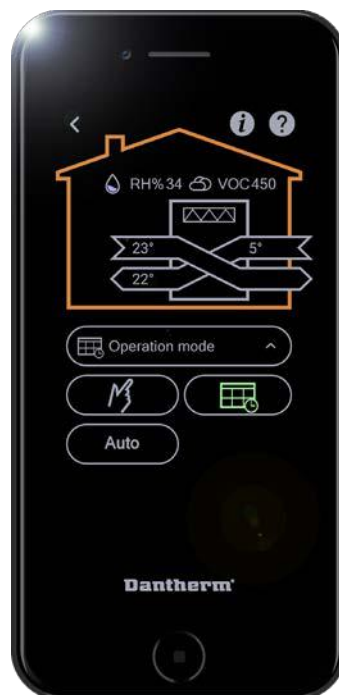 RH% 34 VOC 450
23° 5°
22°
Operation mode
M
Auto
Dantherm®